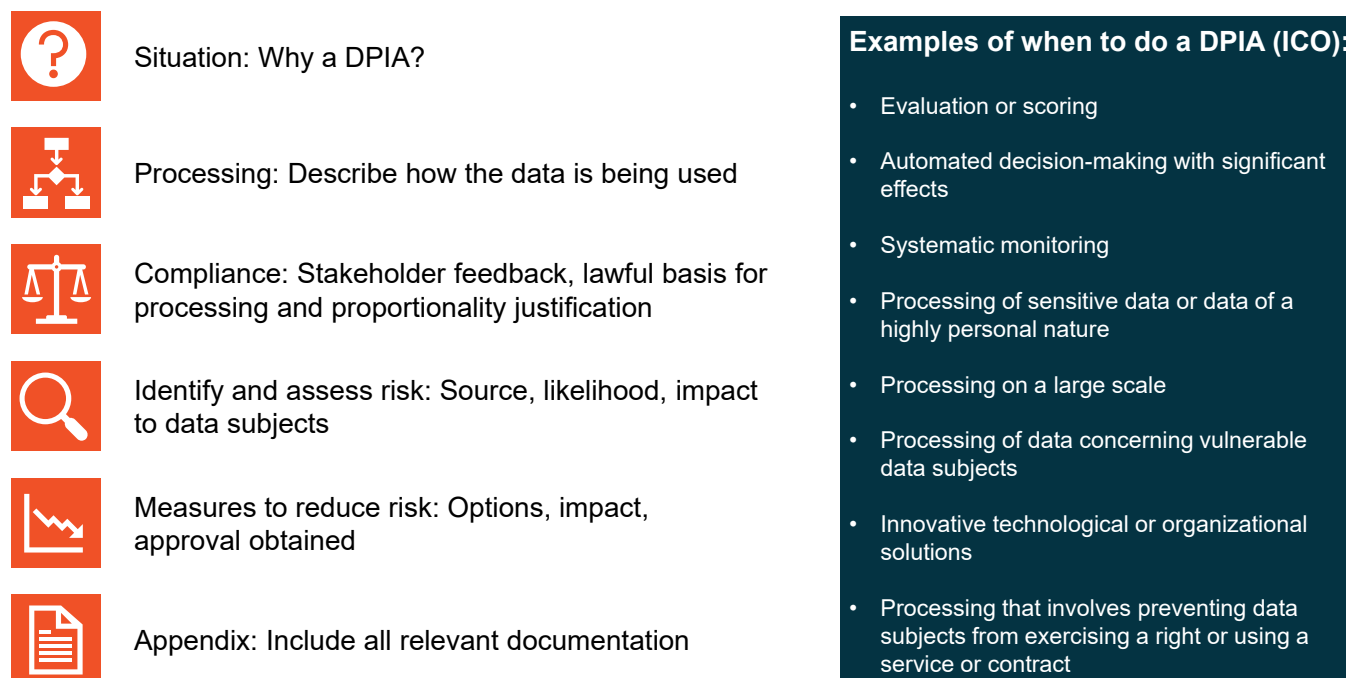 Situation: Why a DPIA?
Processing: Describe how the data is being used
Compliance: Stakeholder feedback, lawful basis for
processing and proportionality justification
Identify and assess risk: Source, likelihood, impact
to data subjects
Measures to reduce risk: Options, impact,
approval obtained
Appendix: Include all relevant documentation
Examples of when to do a DPIA (ICO):
• Evaluation or scoring
• Automated decision-making with significant
effects
• Systematic monitoring
• Processing of sensitive data or data of a
highly personal nature
• Processing on a large scale
• Processing of data concerning vulnerable
data subjects
• Innovative technological or organizational
solutions
• Processing that involves preventing data
subjects from exercising a right or using a
service or contract